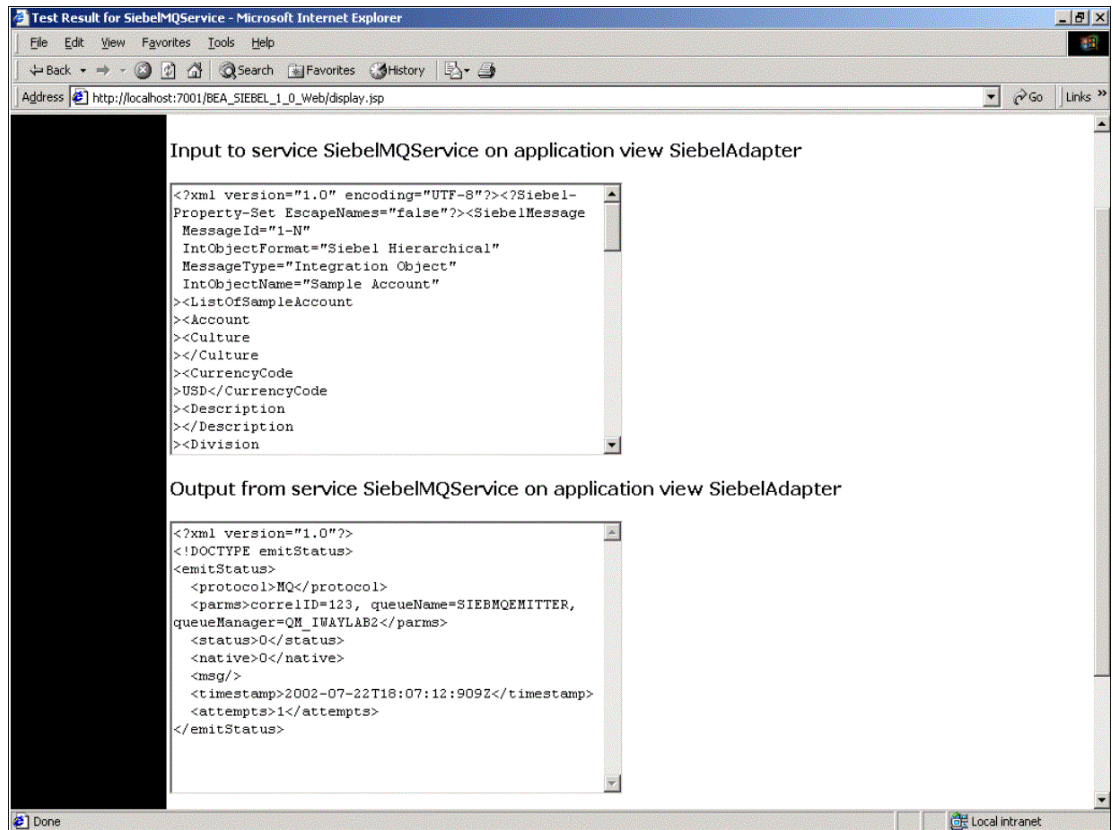 Test Result for SiebelMQService - Microsoft Internet Explorer
File Edit View Favorites Tools Help
Back Search Favorites History
Address http://localhost:7001/BEA_SIEBEL_1_0_Web/display.jsp Go Links »
Input to service SiebelMQService on application view SiebelAdapter
<?xml version="1.0" encoding="UTF-8"?><?Siebel-
Property-Set EscapeNames="false"?><SiebelMessage
MessageId="1-N"
IntObjectFormat="Siebel Hierarchical"
MessageType="Integration Object"
IntObjectName="Sample Account"
><ListOfSampleAccount
><Account
><Culture
></Culture
><CurrencyCode
>USD</CurrencyCode
><Description
></Description
><Division
Output from service SiebelMQService on application view SiebelAdapter
<?xml version="1.0"?>
<!DOCTYPE emitStatus>
<emitStatus>
<protocol>MQ</protocol>
<parms>correlID=123, queueName=SIEBMQEMITTER,
queueManager=QM_IWAYLAB2</parms>
<status>0</status>
<native>0</native>
<msg/>
<timestamp>2002-07-22T18:07:12:909Z</timestamp>
<attempts>1</attempts>
</emitStatus>
Done Local intranet